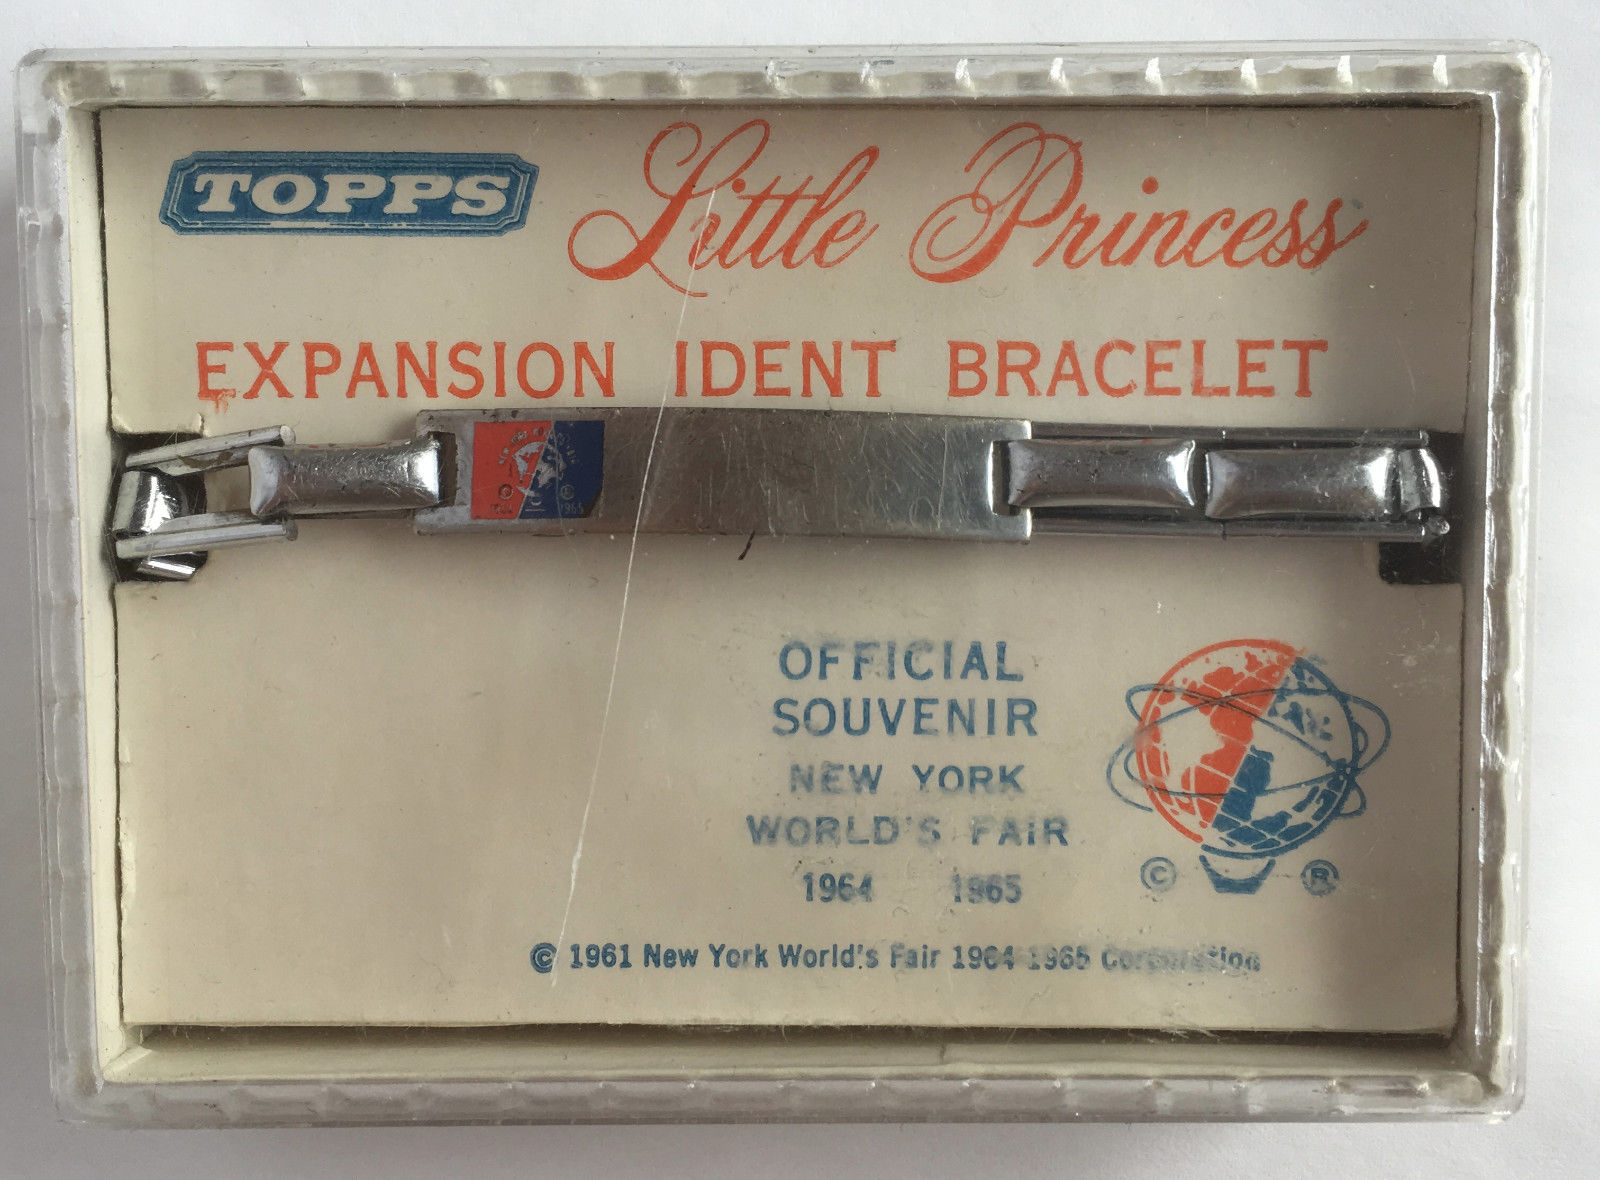 TOPPS
Little Princess
EXPANSION IDENT BRACELET
1965
OFFICIAL
SOUVENIR
NEW YORK
WORLD'S FAIR
1964 1965
© ®
© 1961 New York World's Fair 1964-1965 Corporation